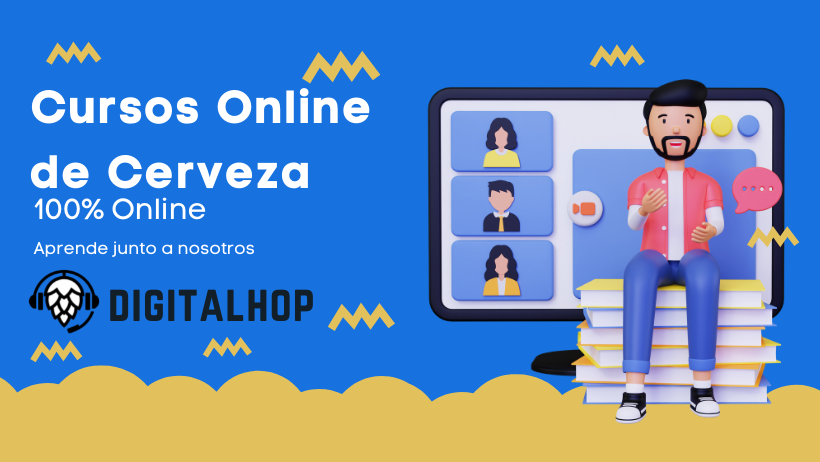 Cursos Online
de Cerveza
100% Online
Aprende junto a nosotros
DIGITALHOP